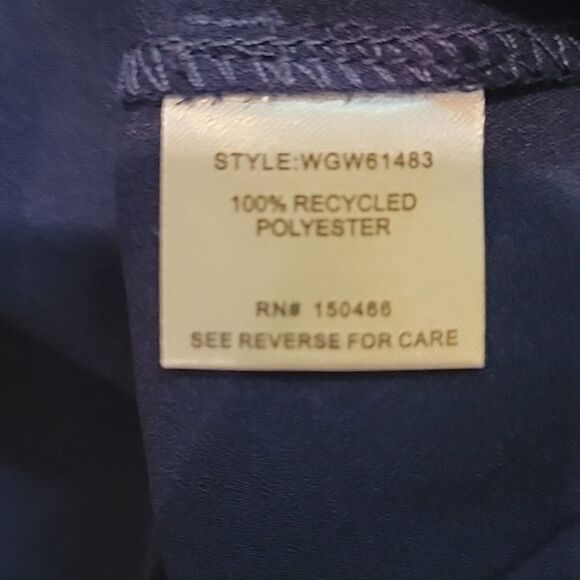 STYLE:WGW61483
100% RECYCLED
POLYESTER
RN# 150466
SEE REVERSE FOR CARE